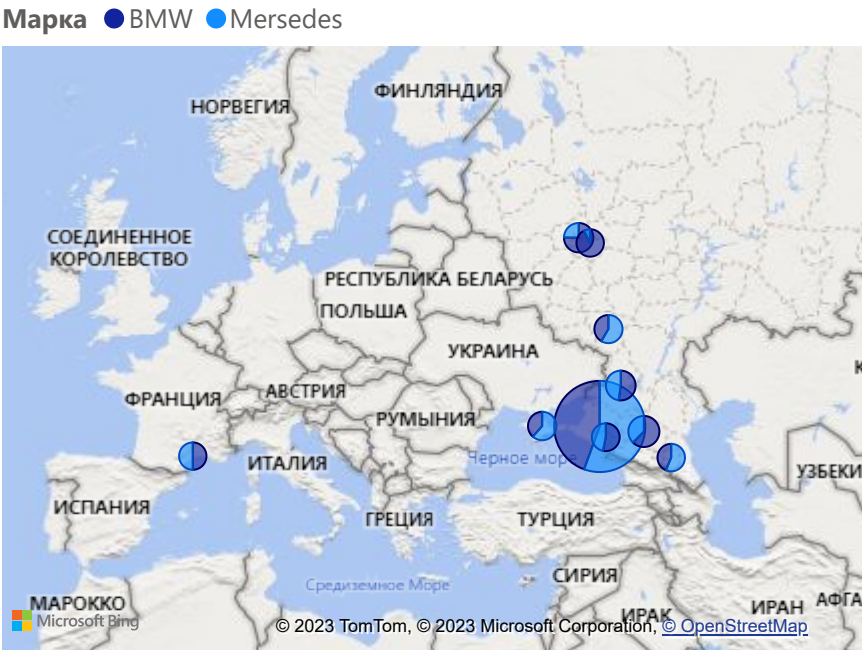 Марка BMW Mersedes
ФИНЛЯНДИЯ
НОРВЕГИЯ
СОЕДИНЕННОЕ
КОРОЛЕВСТВО
РЕСПУБЛИКА БЕЛАРУСЬ
ПОЛЬША
УКРАИНА
АВСТРИЯ
ФРАНЦИЯ
РУМЫНИЯ
Черное море
ИТАЛИЯ
УЗБЕКИ
ИСПАНИЯ
ГРЕЦИЯ
ТУРЦИЯ
СИРИЯ
Средиземное Море
МАРОККО
ИРАК
ИРАН
АФГА
Microsoft Bing
© 2023 TomTom, © 2023 Microsoft Corporation, © OpenStreetMap